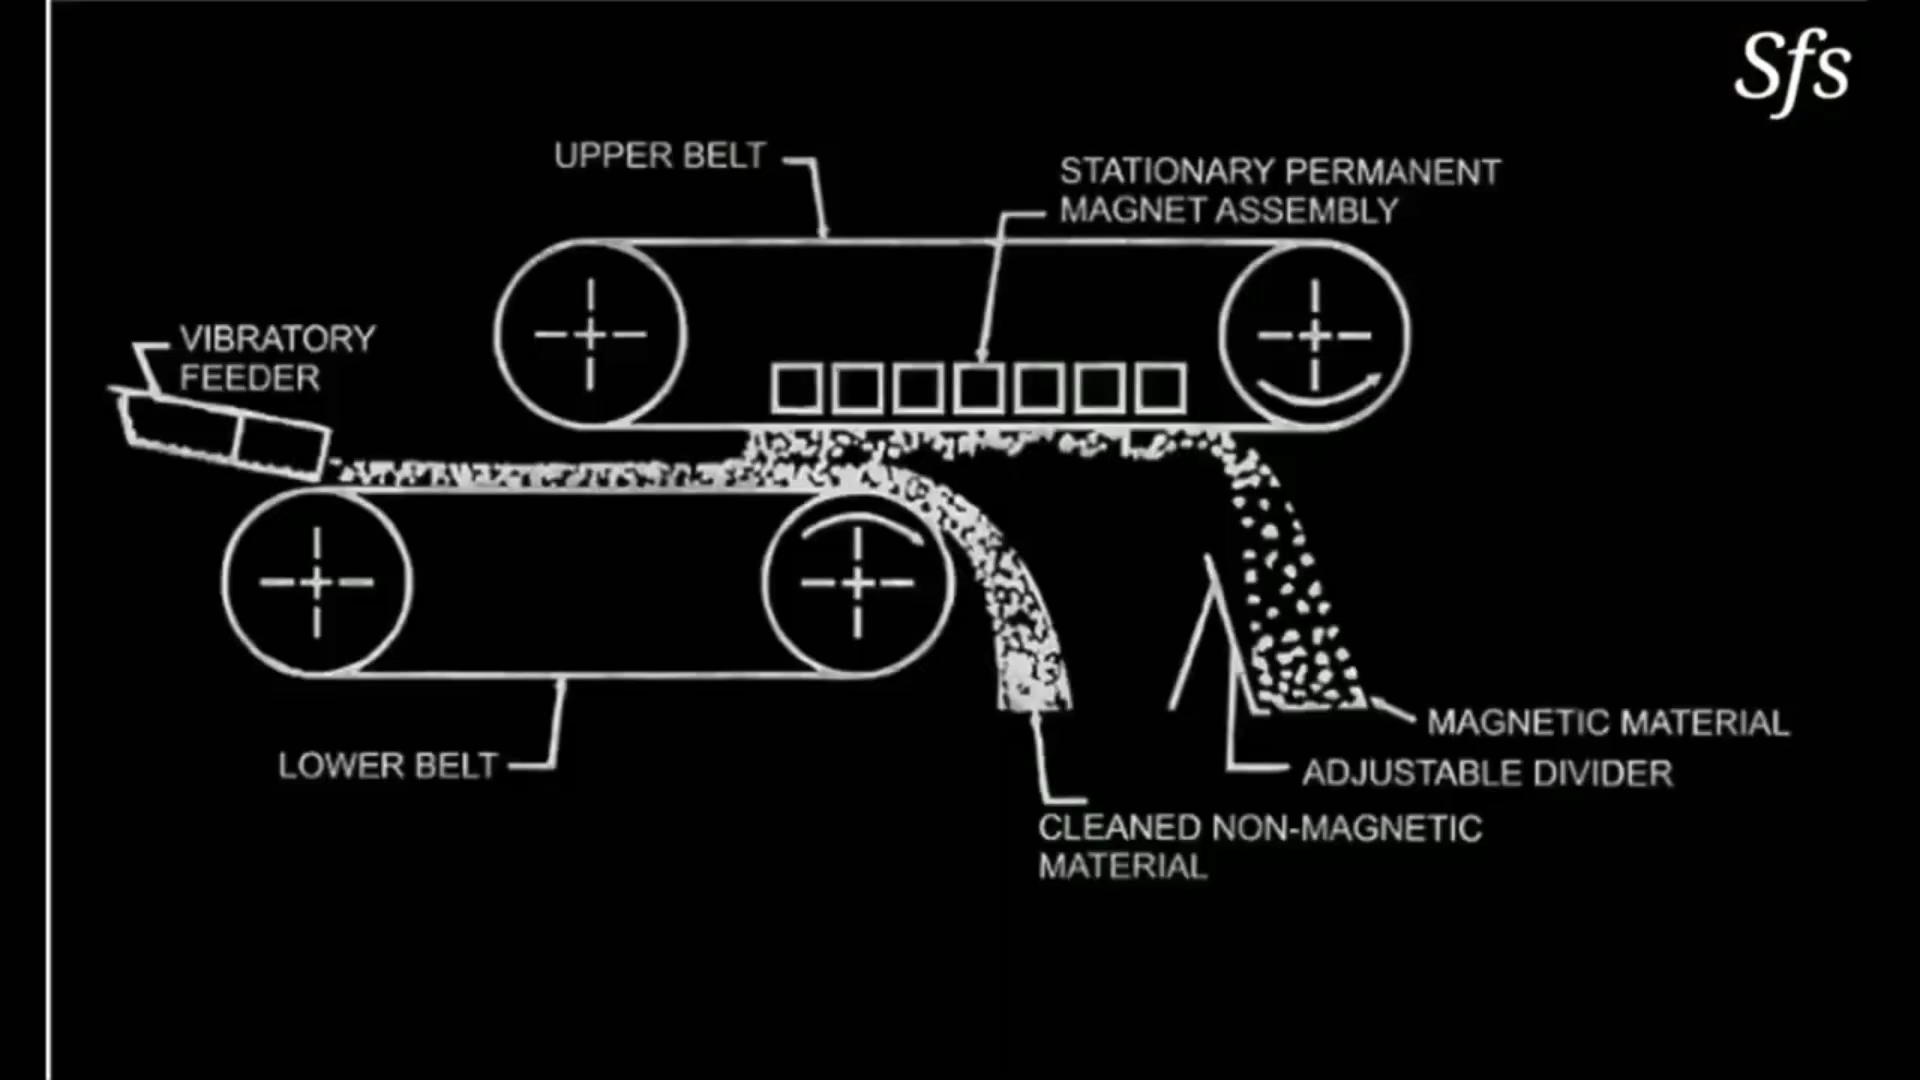 Sfs
UPPER BELT
STATIONARY PERMANENT
MAGNET ASSEMBLY
VIBRATORY
FEEDER
MAGNETIC MATERIAL
LOWER BELT
ADJUSTABLE DIVIDER
CLEANED NON-MAGNETIC
MATERIAL